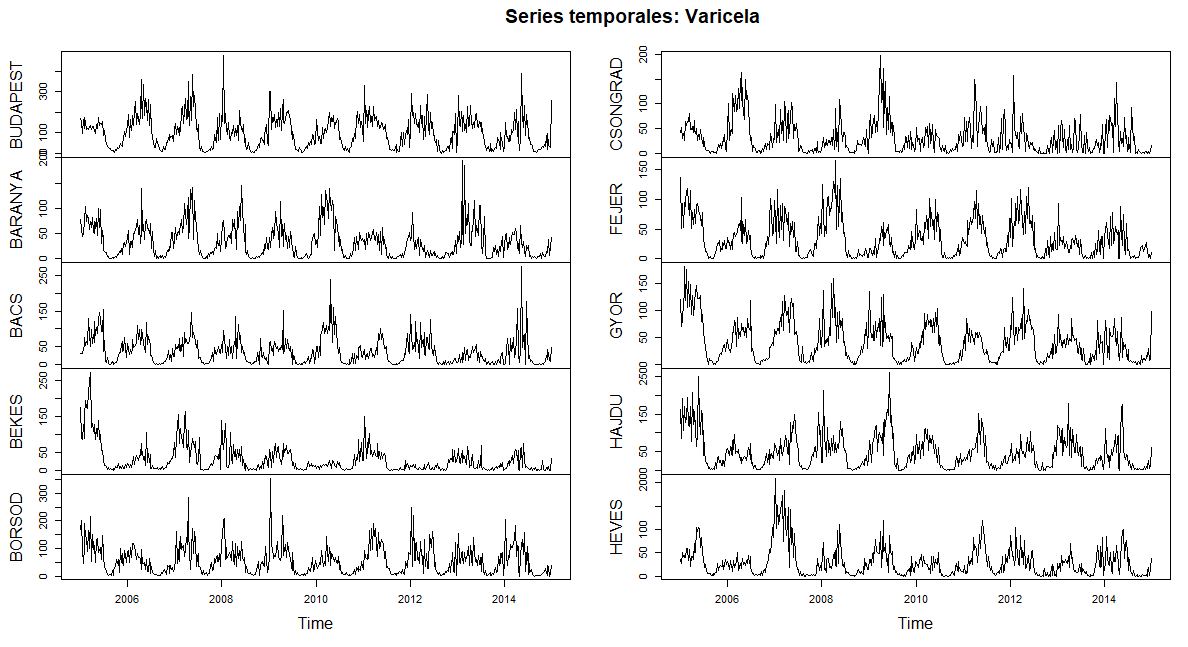 Series temporales: Varicela
BUDAPEST
0 100 300
BARANYA
0 50 100 200
BACS
0 50 150 250
BEKES
0 50 150 250
BORSOD
0 100 200 300
2006 2008 2010 2012 2014
Time
CSONGRAD
0 50 100 200
FEJER
0 50 100 150
GYOR
0 50 100 150
HAJDU
0 50 150 250
HEVES
0 50 100 200
2006 2008 2010 2012 2014
Time